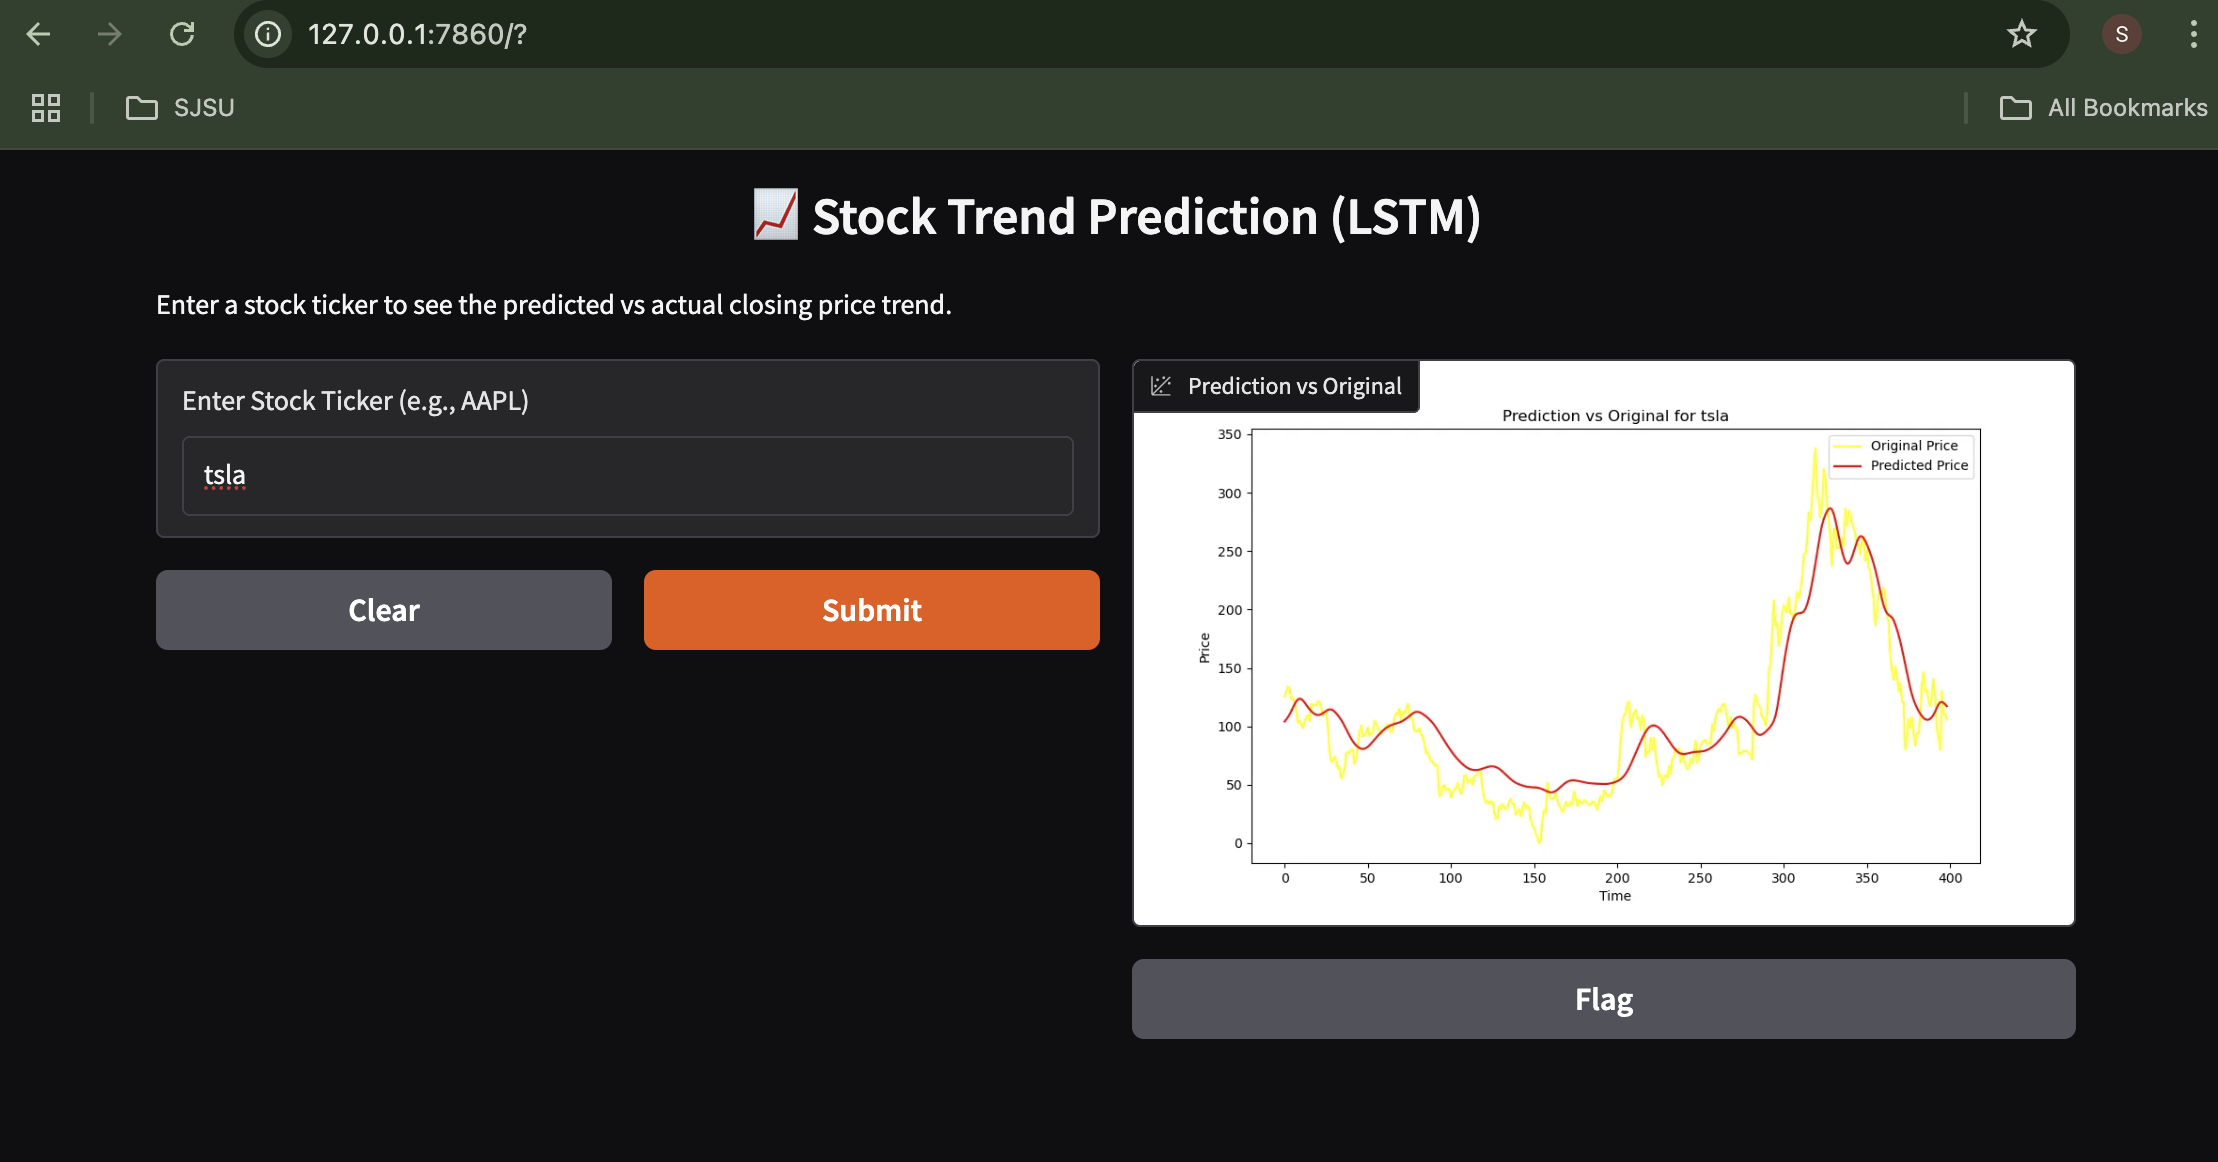 127.0.0.1:7860/?
S
SJSU
All Bookmarks
📈 Stock Trend Prediction (LSTM)
Enter a stock ticker to see the predicted vs actual closing price trend.
Enter Stock Ticker (e.g., AAPL)
tsla
Clear
Submit
Prediction vs Original
Prediction vs Original for tsla
Original Price
Predicted Price
350
300
250
200
150
100
50
0
Price
0 50 100 150 200 250 300 350 400
Time
Flag